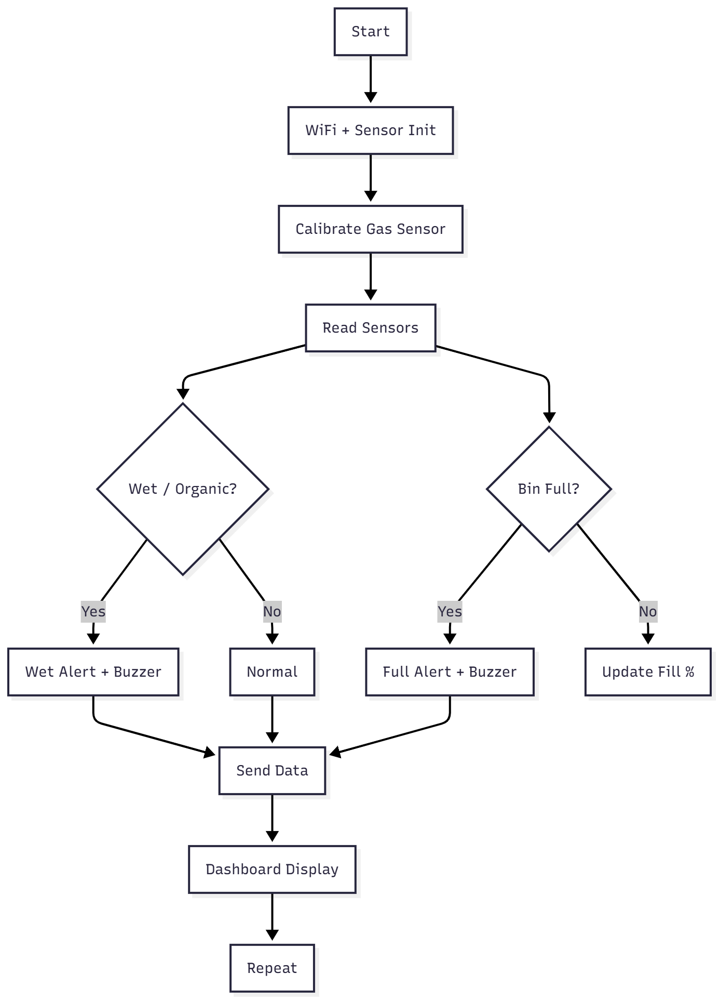 Start
WiFi + Sensor Init
Calibrate Gas Sensor
Read Sensors
Wet / Organic?
Bin Full?
Yes
No
Yes
No
Wet Alert + Buzzer
Normal
Full Alert + Buzzer
Update Fill %
Send Data
Dashboard Display
Repeat